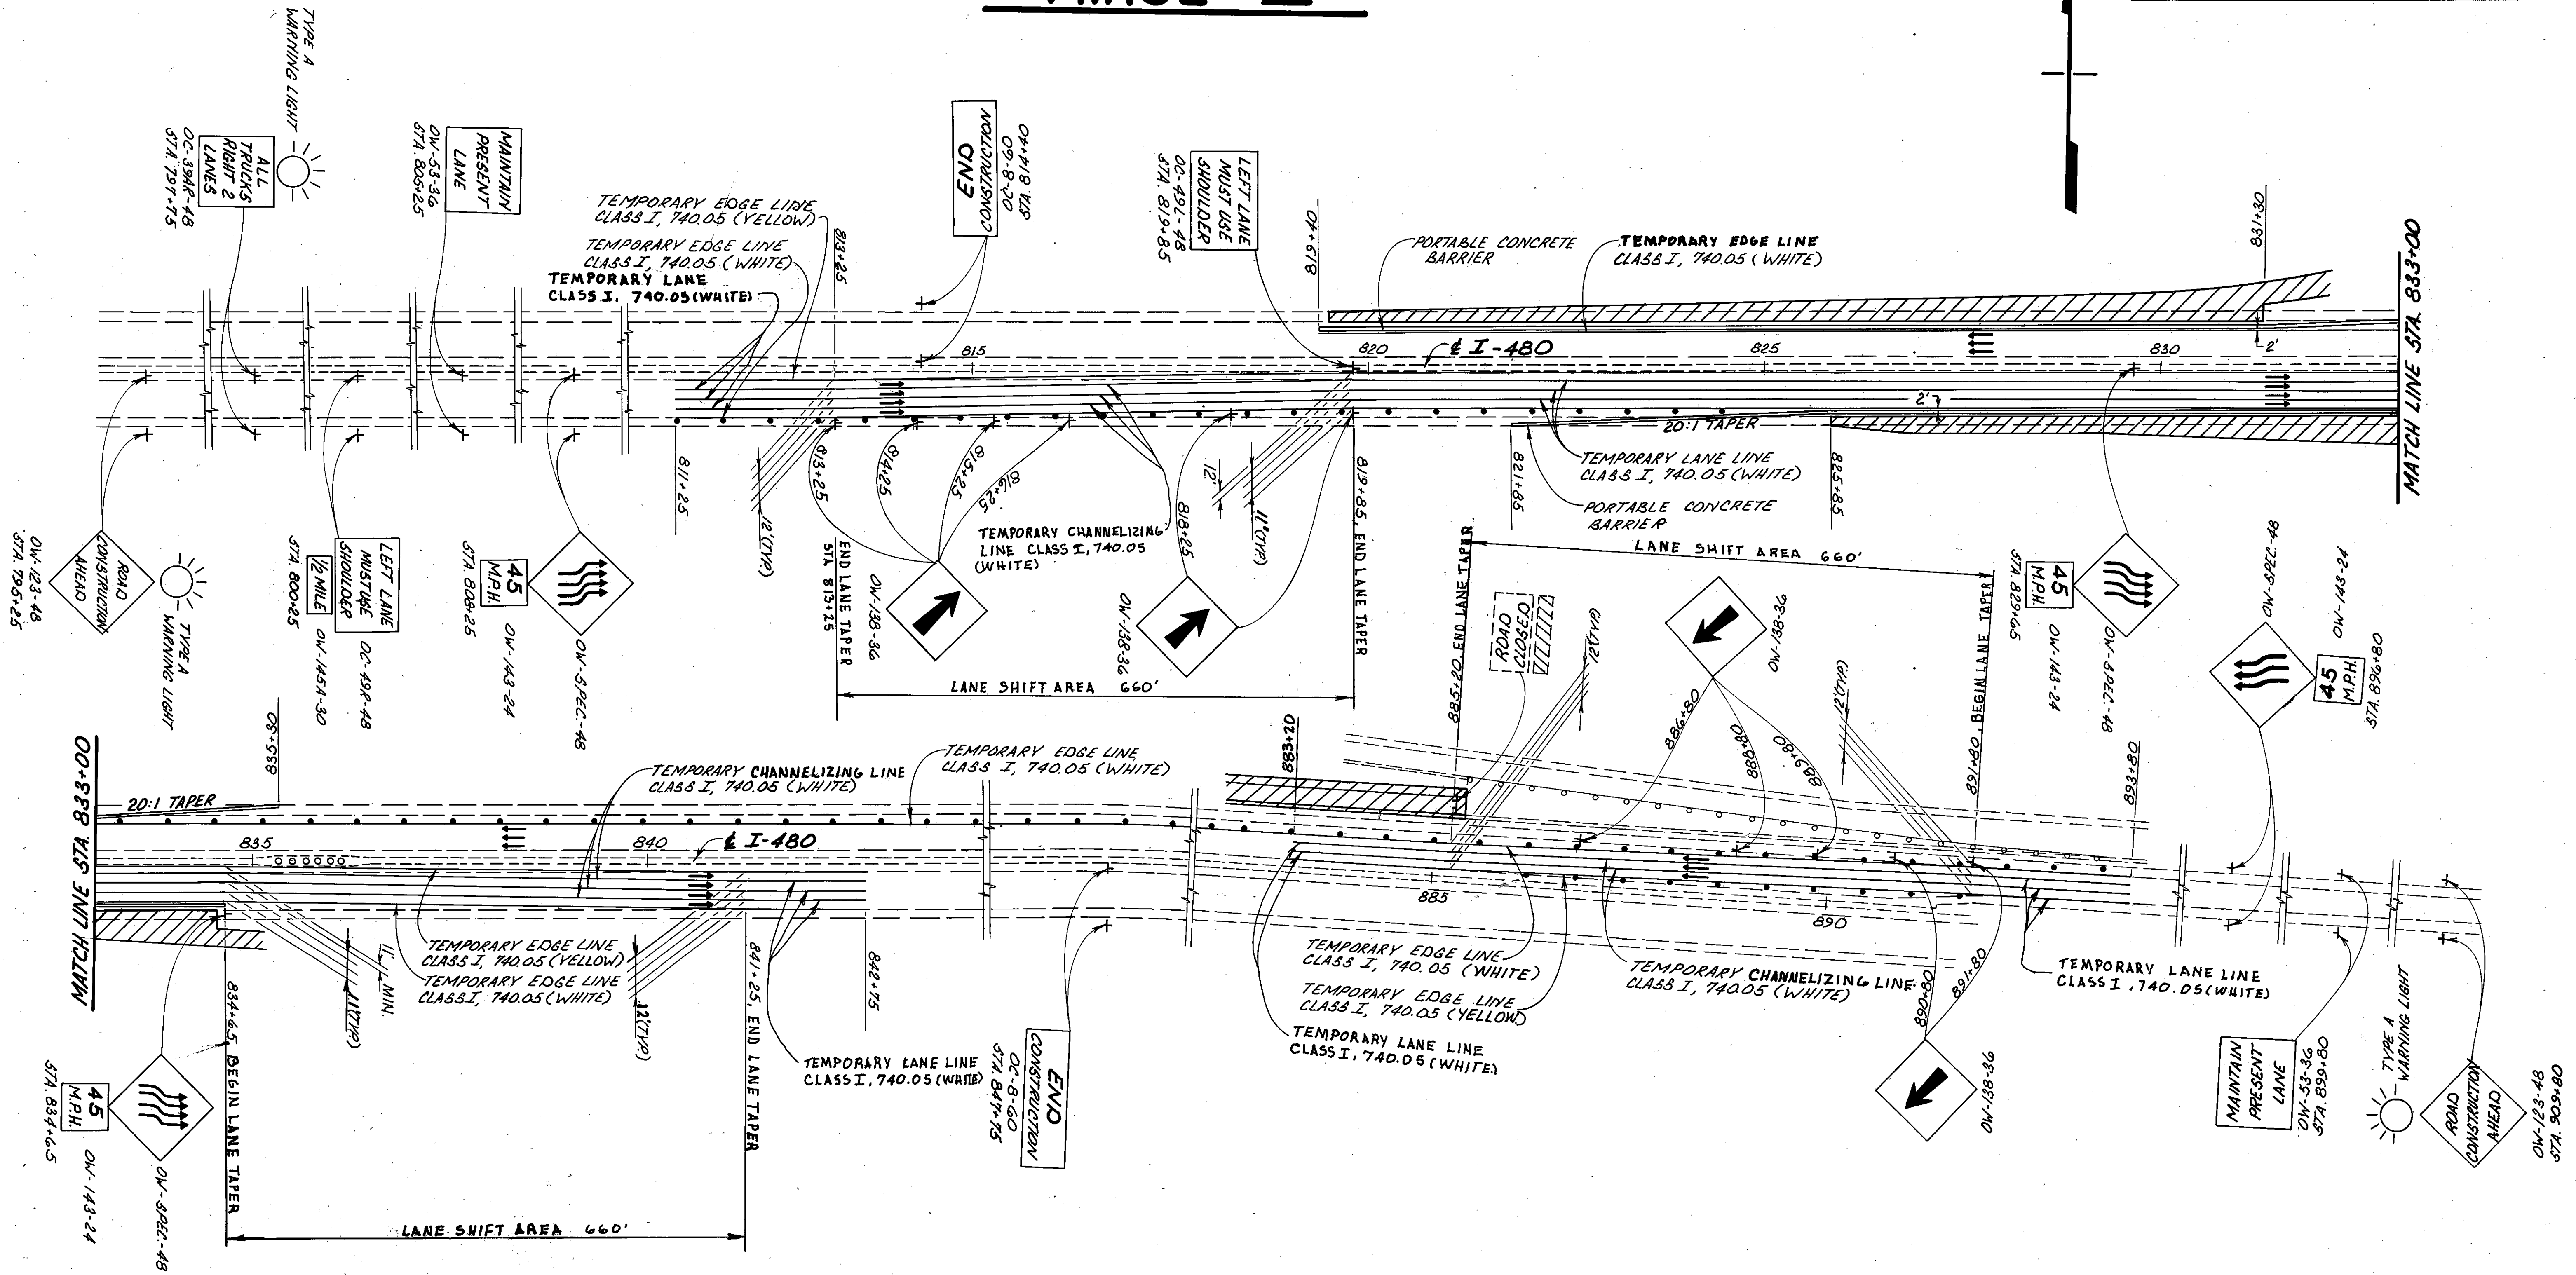 TYPE A
WARNING LIGHT
ALL
TRUCKS
RIGHT 2
LANES
OC-39AR-48
STA. 797+75
MAINTAIN
PRESENT
LANE
OW-53-36
STA. 805+25
TEMPORARY EDGE LINE
CLASS I, 740.05 (YELLOW)
TEMPORARY EDGE LINE
CLASS I, 740.05 (WHITE)
TEMPORARY LANE
CLASS I, 740.05 (WHITE)
813+25
END
CONSTRUCTION
STA. 814+40
LEFT LANE
MUST USE
SHOULDER
OC-49L-48
STA. 819+85
819+40
PORTABLE CONCRETE
BARRIER
TEMPORARY EDGE LINE
CLASS I, 740.05 (WHITE)
831+30
MATCH LINE STA. 833+00
815
820
℄ I-480
825
830
2'
2'
20:1 TAPER
811+25
12'(TYP.)
813+25
814+25
815+25
816+25
818+25
12'
11'(TYP.)
819+85, END LANE TAPER
821+85
825+85
TEMPORARY LANE LINE
CLASS I, 740.05 (WHITE)
PORTABLE CONCRETE
BARRIER
TEMPORARY CHANNELIZING
LINE CLASS I, 740.05
(WHITE)
END LANE TAPER
STA 813+25
LANE SHIFT AREA 660'
LANE SHIFT AREA 660'
ROAD
CONSTRUCTION
AHEAD
OW-123-48
STA. 795+25
TYPE A
WARNING LIGHT
LEFT LANE
MUST USE
SHOULDER
1/2 MILE
OC-49R-48
OW-145A-30
STA. 800+25
45
M.P.H.
OW-143-24
STA. 808+25
OW-SPEC.-48
OW-138-36
OW-138-36
885+20, END LANE TAPER
ROAD
CLOSED
12'(TYP.)
OW-138-36
12'(TYP.)
891+80, BEGIN LANE TAPER
893+80
45
M.P.H.
STA. 829+65
OW-143-24
OW-SPEC.-48
OW-SPEC.-48
45
M.P.H.
OW-143-24
STA. 896+80
MATCH LINE STA. 833+00
20:1 TAPER
835+30
TEMPORARY CHANNELIZING LINE
CLASS I, 740.05 (WHITE)
TEMPORARY EDGE LINE
CLASS I, 740.05 (WHITE)
883+20
886+80
888+80
889+80
835
840
℄ I-480
885
890
TEMPORARY EDGE LINE
CLASS I, 740.05 (YELLOW)
TEMPORARY EDGE LINE
CLASS I, 740.05 (WHITE)
11' MIN.
11'(TYP.)
12'(TYP.)
834+65, BEGIN LANE TAPER
841+25, END LANE TAPER
842+75
TEMPORARY LANE LINE
CLASS I, 740.05 (WHITE)
END
CONSTRUCTION
OC-8-60
STA. 847+75
TEMPORARY EDGE LINE
CLASS I, 740.05 (WHITE)
TEMPORARY EDGE LINE
CLASS I, 740.05 (YELLOW)
TEMPORARY LANE LINE
CLASS I, 740.05 (WHITE)
TEMPORARY CHANNELIZING LINE
CLASS I, 740.05 (WHITE)
890+80
891+80
TEMPORARY LANE LINE
CLASS I, 740.05 (WHITE)
OW-138-36
MAINTAIN
PRESENT
LANE
OW-53-36
STA. 899+80
TYPE A
WARNING LIGHT
ROAD
CONSTRUCTION
AHEAD
OW-123-48
STA. 909+80
45
M.P.H.
STA. 834+65
OW-143-24
OW-SPEC.-48
LANE SHIFT AREA 660'